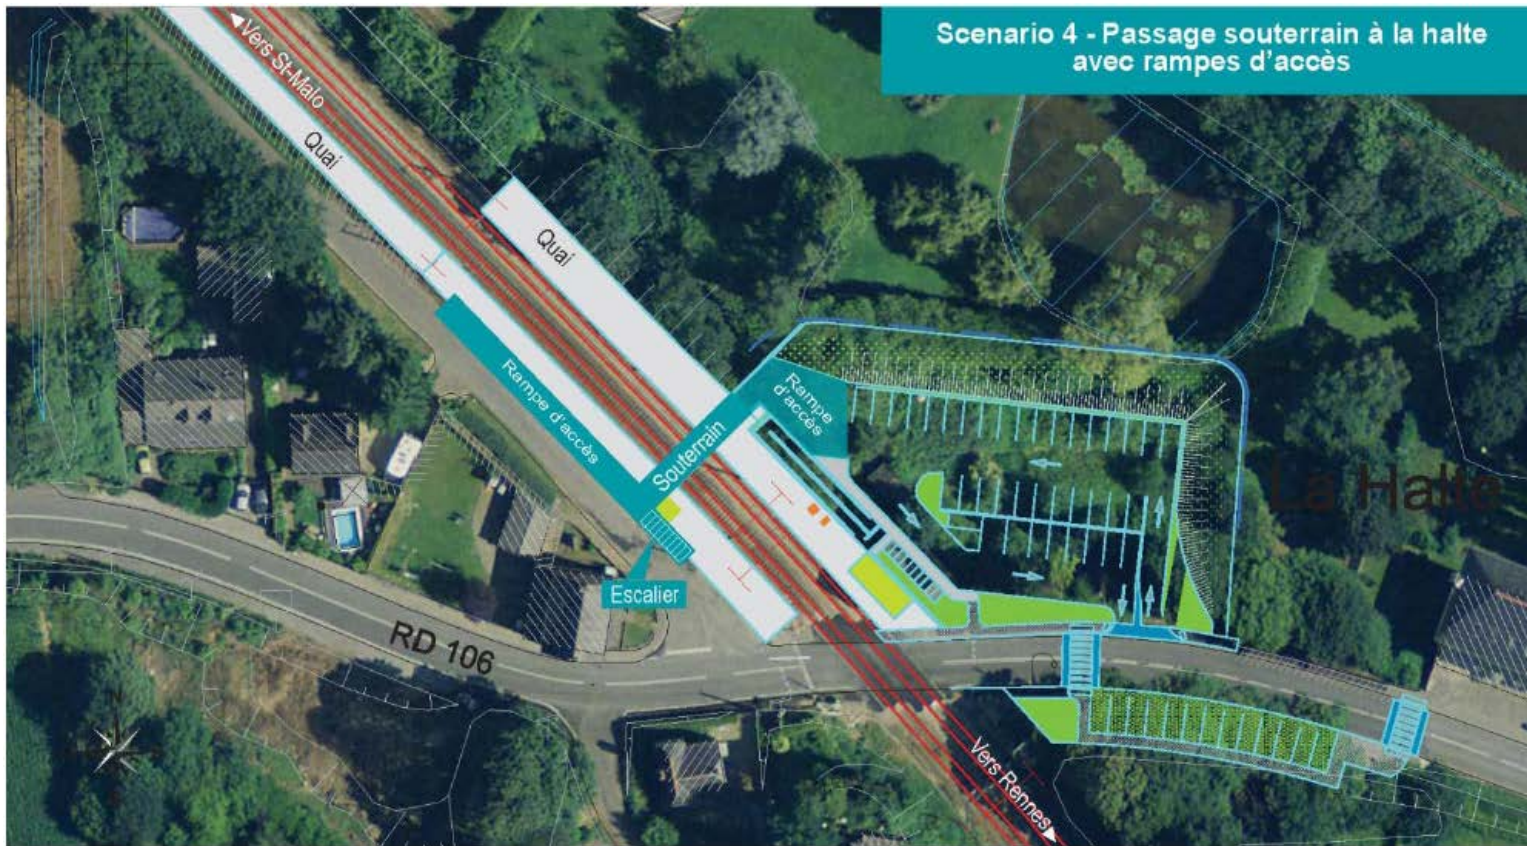 Scenario 4 - Passage souterrain à la halte
avec rampes d'accès
Vers St-Malo
Quai
Quai
Rampe d'accès
Rampe
d'accès
Souterrain
La Halte
Escalier
RD 106
Vers Rennes